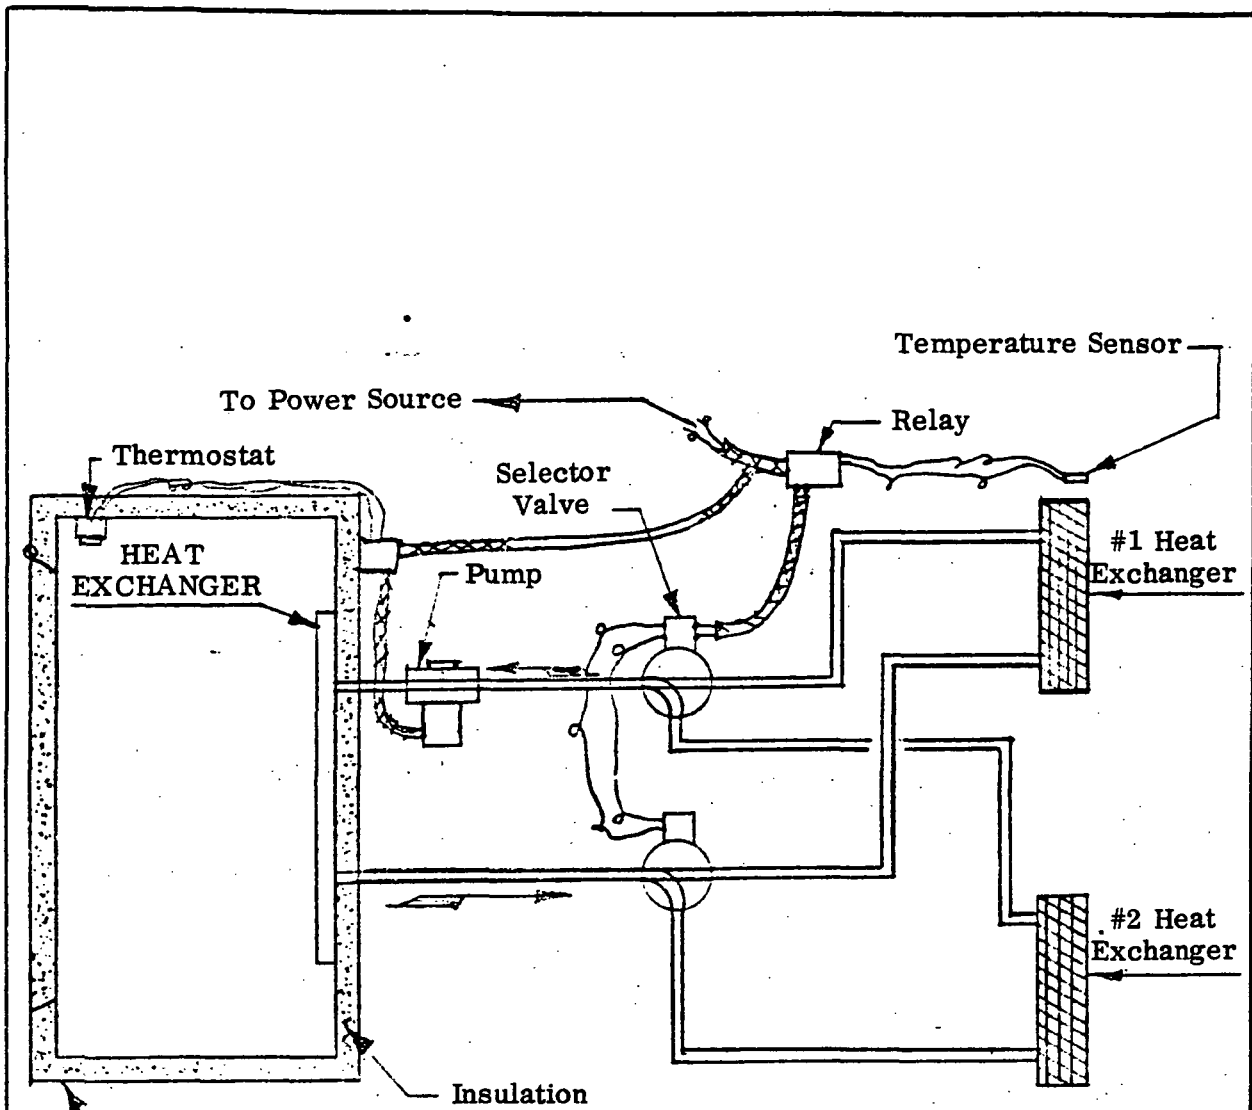 Temperature Sensor
To Power Source
Relay
Thermostat
Selector
Valve
HEAT
EXCHANGER
Pump
#1 Heat
Exchanger
#2 Heat
Exchanger
Insulation